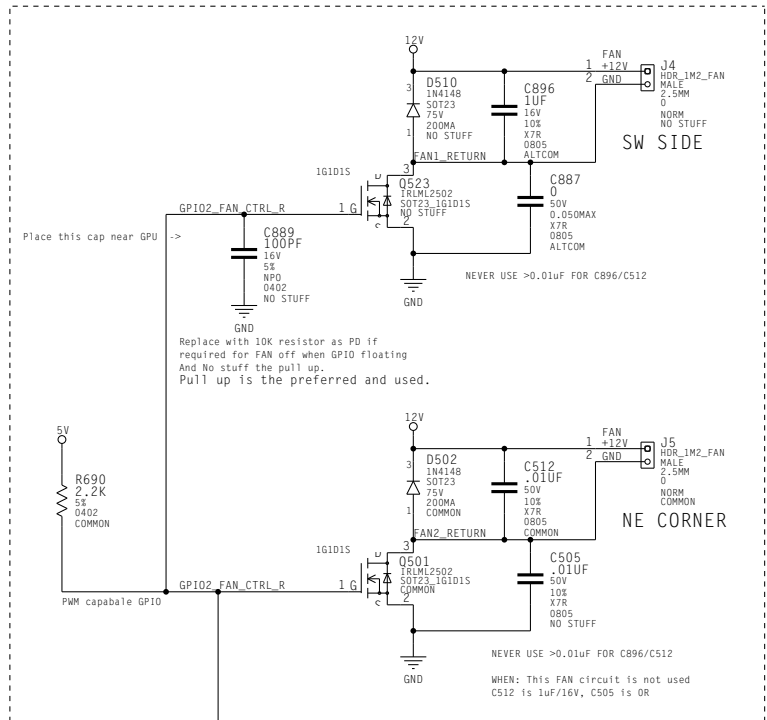 12V
FAN
1 +12V
2 GND
J4
HDR_1M2_FAN
MALE
2.5MM
0
NORM
NO STUFF
SW SIDE
3
D510
1N4148
SOT23
75V
200MA
NO STUFF
1
C896
1UF
16V
10%
X7R
0805
ALTCOM
FAN1_RETURN
1G1D1S
D
3
Q523
IRLML2502
SOT23_1G1D1S
NO STUFF
2
S
GPIO2_FAN_CTRL_R
1 G
C887
0
50V
0.050MAX
X7R
0805
ALTCOM
Place this cap near GPU ->
C889
100PF
16V
5%
NPO
0402
NO STUFF
GND
GND
NEVER USE >0.01uF FOR C896/C512
Replace with 10K resistor as PD if
required for FAN off when GPIO floating
And No stuff the pull up.
Pull up is the preferred and used.
5V
R690
2.2K
5%
0402
COMMON
12V
FAN
1 +12V
2 GND
J5
HDR_1M2_FAN
MALE
2.5MM
0
NORM
COMMON
NE CORNER
3
D502
1N4148
SOT23
75V
200MA
COMMON
1
C512
.01UF
50V
10%
X7R
0805
COMMON
FAN2_RETURN
1G1D1S
D
3
Q501
IRLML2502
SOT23_1G1D1S
COMMON
2
S
GPIO2_FAN_CTRL_R
1 G
PWM capabale GPIO
C505
.01UF
50V
10%
X7R
0805
NO STUFF
GND
NEVER USE >0.01uF FOR C896/C512
WHEN: This FAN circuit is not used
C512 is 1uF/16V, C505 is 0R